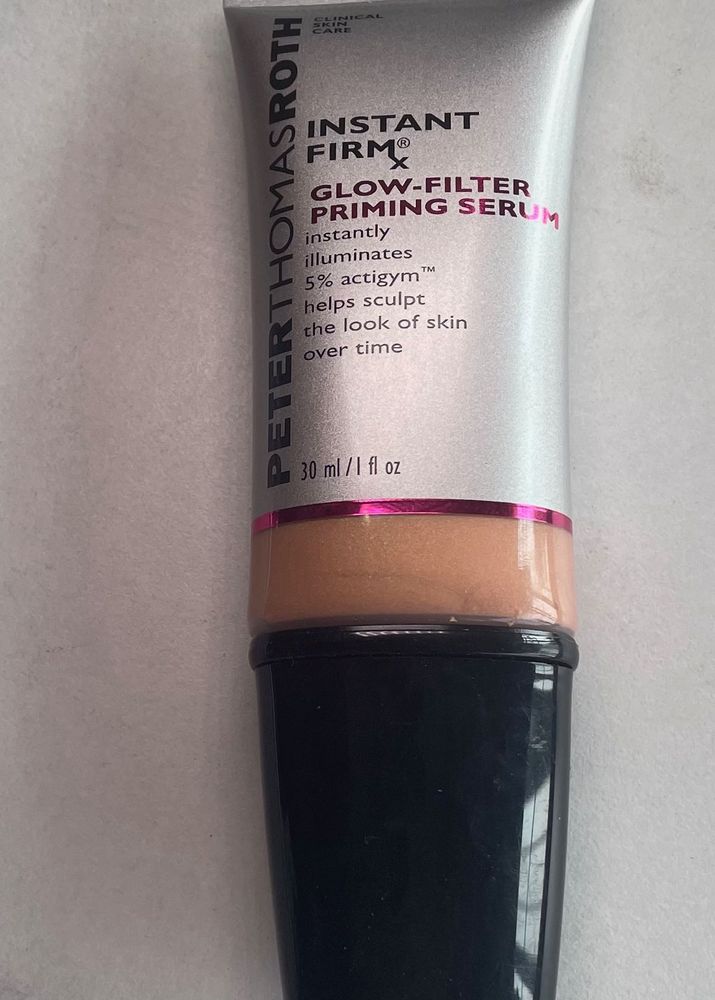 PETERTHOMASROTH
CLINICAL
SKIN
CARE
INSTANT
FIRMx®
GLOW-FILTER
PRIMING SERUM
instantly
illuminates
5% actigym™
helps sculpt
the look of skin
over time
30 ml/1 fl oz